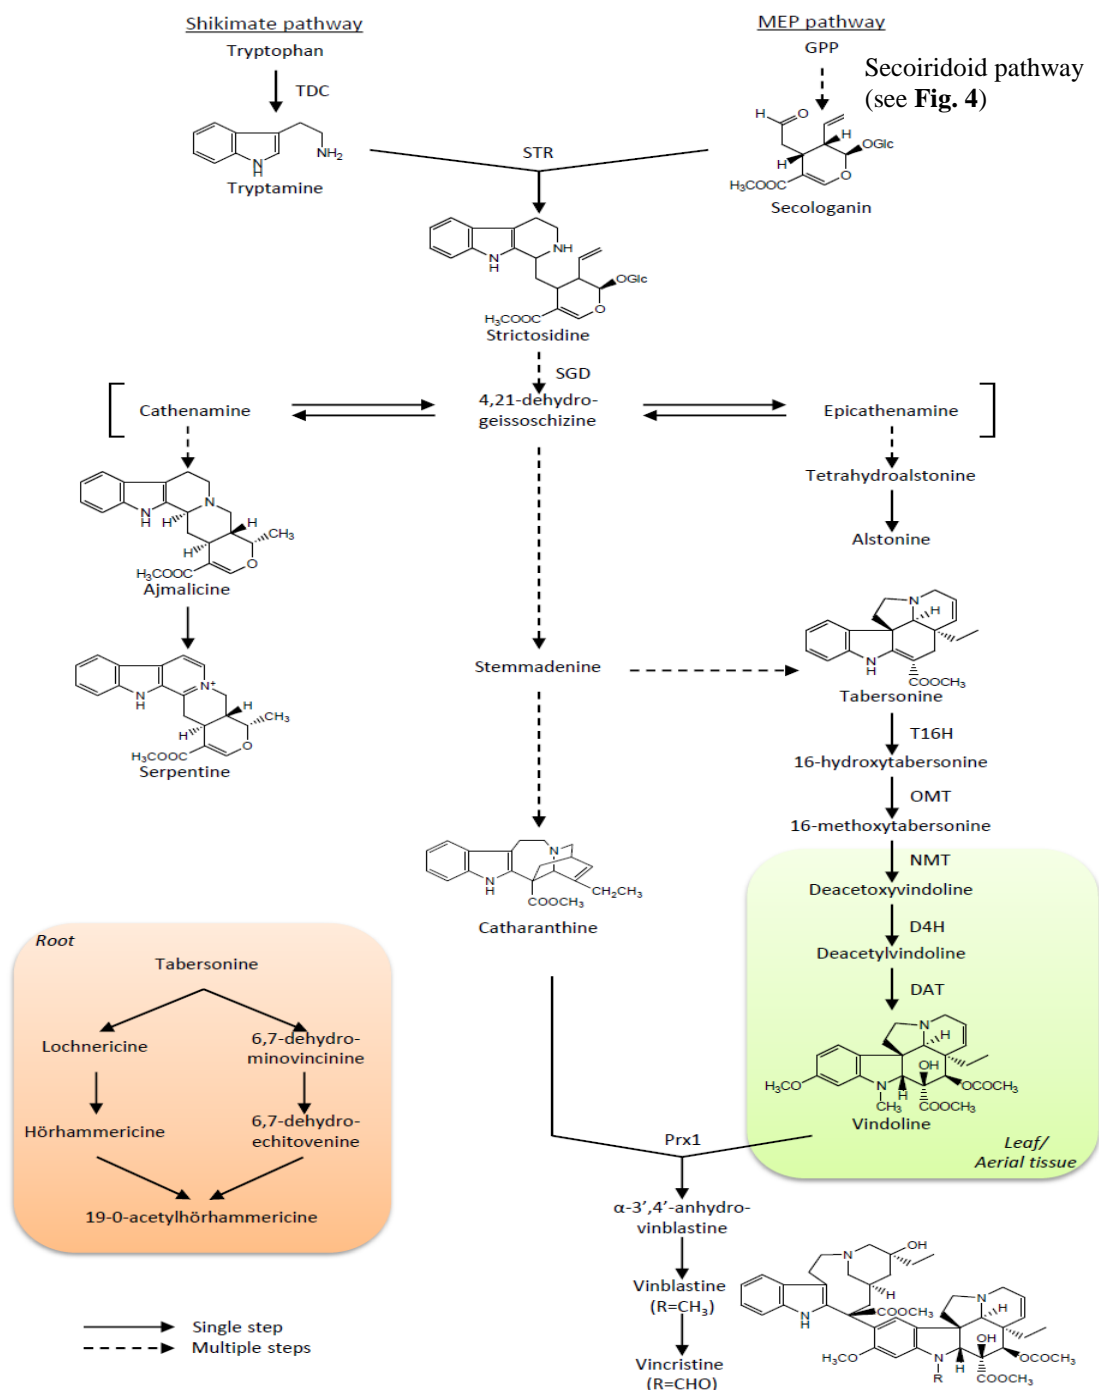 Shikimate pathway
MEP pathway
Tryptophan
GPP
Secoiridoid pathway
(see Fig. 4)
TDC
H
O
H
OGlc
N
H
NH₂
Tryptamine
STR
H
O
H₃COOC
Secologanin
NH
N
H
OGlc
O
H₃COOC
Strictosidine
SGD
Cathenamine
4,21-dehydro-
geissoschizine
Epicathenamine
Tetrahydroalstonine
Alstonine
N
N
H
H
H
CH₃
H
O
H₃COOC
Ajmalicine
N
H
COOCH₃
N
H
Tabersonine
Stemmadenine
N⁺
N
H
H
CH₃
H
O
H₃COOC
Serpentine
T16H
16-hydroxytabersonine
OMT
16-methoxytabersonine
NMT
Deacetoxyvindoline
D4H
Deacetylvindoline
DAT
N
N
H
CH₂CH₃
COOCH₃
Catharanthine
Root
Tabersonine
Lochnericine
6,7-dehydro-
minovincinine
Hörhammericine
6,7-dehydro-
echitovenine
19-0-acetylhörhammericine
N
H
OH
H₃CO
N
H
OCOCH₃
CH₃
COOCH₃
Vindoline
Leaf/
Aerial tissue
Prx1
α-3’,4’-anhydro-
vinblastine
Vinblastine
(R=CH₃)
Vincristine
(R=CHO)
N
OH
H
N
H
COOCH₃
N
H
OH
H₃CO
N
H
OCOCH₃
R
COOCH₃
Single step
Multiple steps